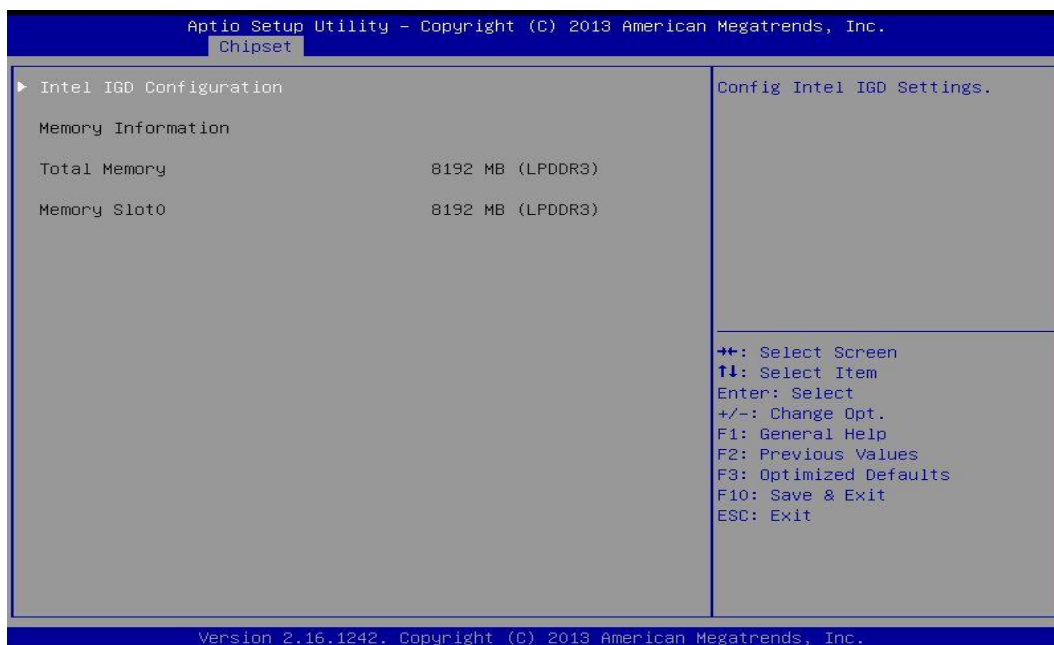 Aptio Setup Utility – Copyright (C) 2013 American Megatrends, Inc.
Chipset
Intel IGD Configuration
Memory Information
Total Memory 8192 MB (LPDDR3)
Memory Slot0 8192 MB (LPDDR3)
Config Intel IGD Settings.
→←: Select Screen
↑↓: Select Item
Enter: Select
+/-: Change Opt.
F1: General Help
F2: Previous Values
F3: Optimized Defaults
F10: Save & Exit
ESC: Exit
Version 2.16.1242. Copyright (C) 2013 American Megatrends, Inc.